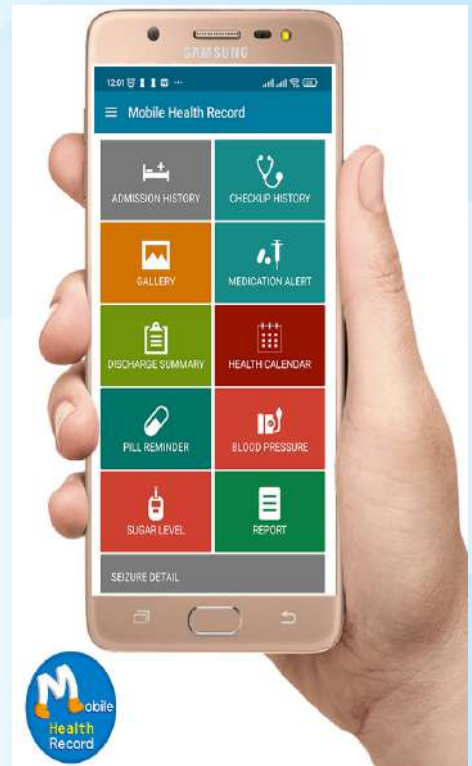 SAMSUNG
12:01
Mobile Health Record
ADMISSION HISTORY
CHECKUP HISTORY
GALLERY
MEDICATION ALERT
DISCHARGE SUMMARY
HEALTH CALENDAR
PILL REMINDER
BLOOD PRESSURE
SUGAR LEVEL
REPORT
SEIZURE DETAIL
Mobile
Health
Record